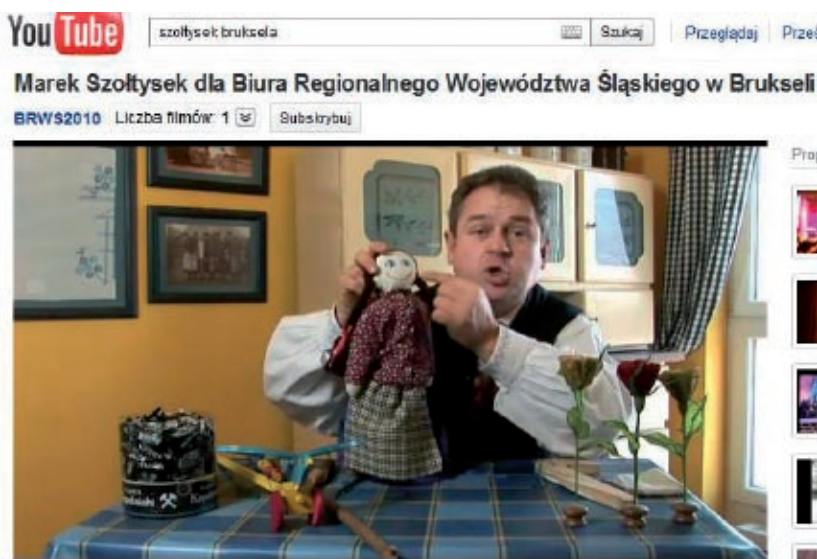 You Tube szołtysek bruksela Szukaj Przeglądaj
Marek Szołtysek dla Biura Regionalnego Województwa Śląskiego w Brukseli
BRWS2010 Liczba filmów: 1 Subskrybuj